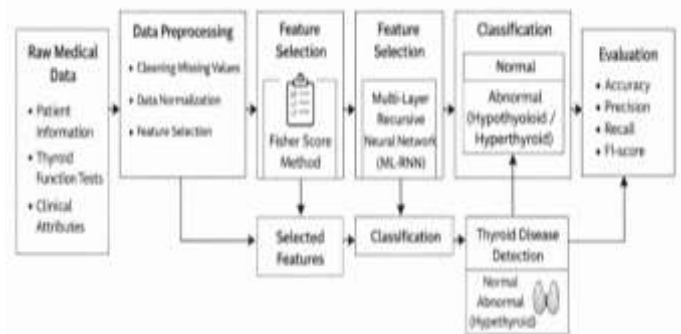 Raw Medical
Data
• Patient
Information
• Thyroid
Function Tests
• Clinical
Attributes
Data Preprocessing
• Cleaning Missing Values
• Data Normalization
• Feature Selection
Feature
Selection
Fisher Score
Method
Feature
Selection
Multi-Layer
Recursive
Neural Network
(ML-RNN)
Classification
Normal
Abnormal
(Hypothyoloid /
Hyperthyroid)
Evaluation
• Accuracy
• Precision
• Recall
• F1-score
Selected
Features
Classification
Thyroid Disease
Detection
Normal
Abnormal
(Hypethyroid)